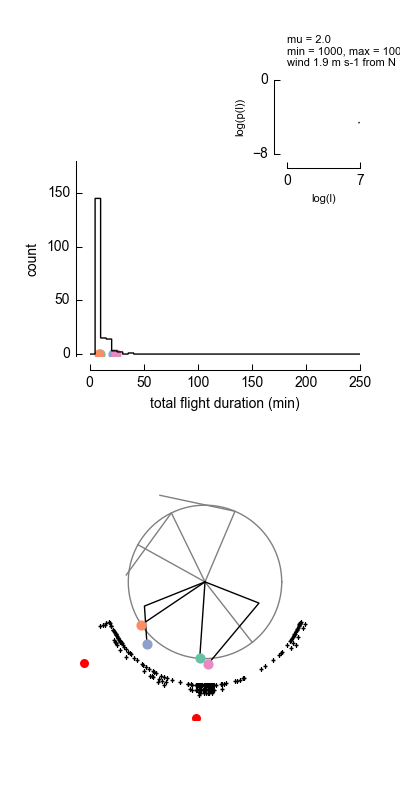 mu = 2.0
min = 1000, max = 100
wind 1.9 m s-1 from N
0
log(p(l))
−8
0 7
log(l)
150
count
100
50
0
0 50 100 150 200 250
total flight duration (min)